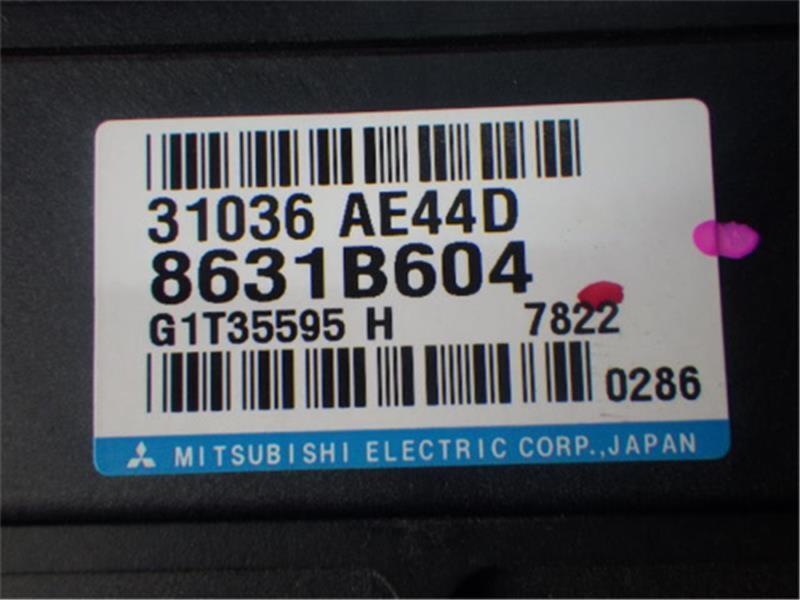 31036 AE44D
8631B604
G1T35595 H 7822
0286
MITSUBISHI ELECTRIC CORP.,JAPAN